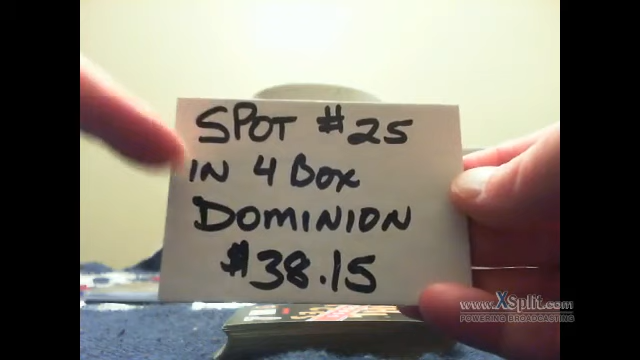 SPOT #25
IN 4 Box
DOMINION
$38.15
www.XSplit.com
POWERING BROADCASTING